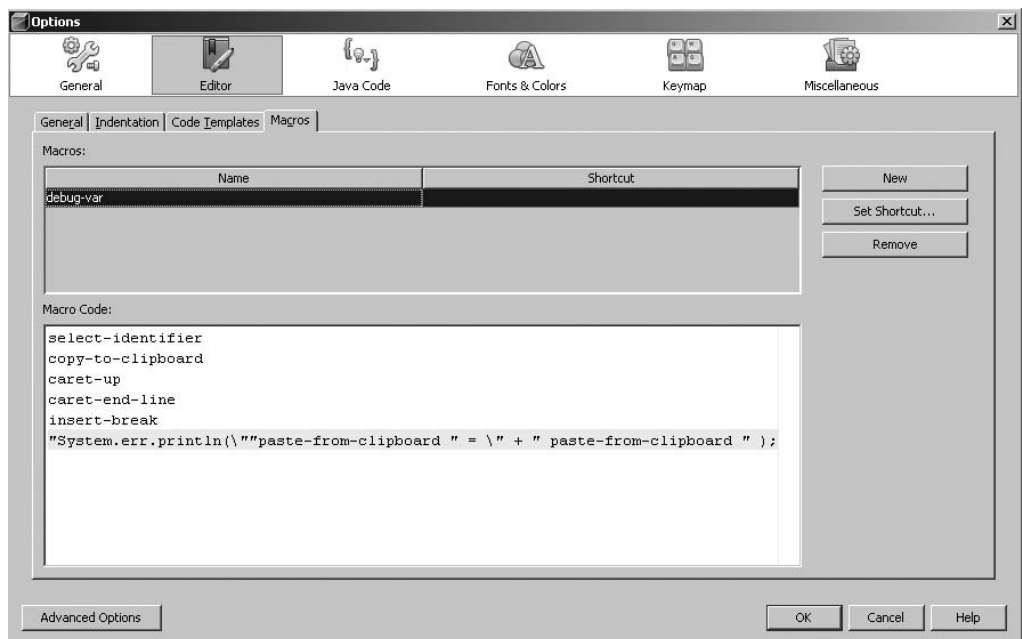 Options
General Editor Java Code Fonts & Colors Keymap Miscellaneous
General Indentation Code Templates Macros
Macros:
Name Shortcut
debug-var
New
Set Shortcut...
Remove
Macro Code:
select-identifier
copy-to-clipboard
caret-up
caret-end-line
insert-break
"System.err.println(\""paste-from-clipboard " = \" + " paste-from-clipboard " );
Advanced Options OK Cancel Help